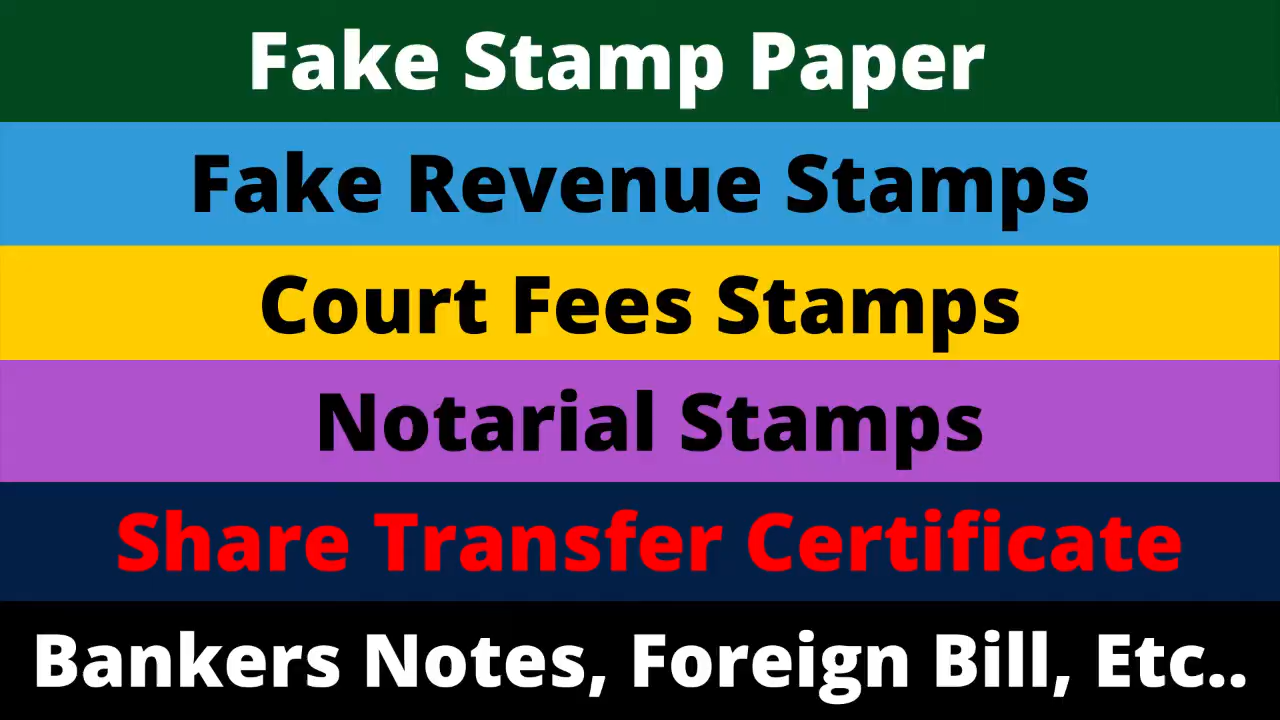 Fake Stamp Paper
Fake Revenue Stamps
Court Fees Stamps
Notarial Stamps
Share Transfer Certificate
Bankers Notes, Foreign Bill, Etc..